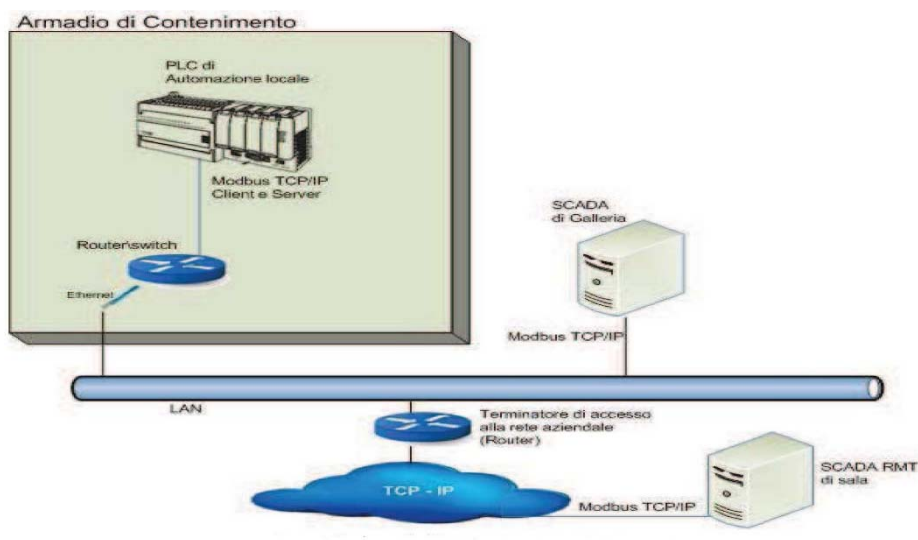 Armadio di Contenimento
PLC di
Automazione locale
Modbus TCP/IP
Client e Server
Router\switch
Ethernet
SCADA
di Galleria
Modbus TCP/IP
LAN
Terminatore di accesso
alla rete aziendale
(Router)
TCP - IP
SCADA RMT
di sala
Modbus TCP/IP